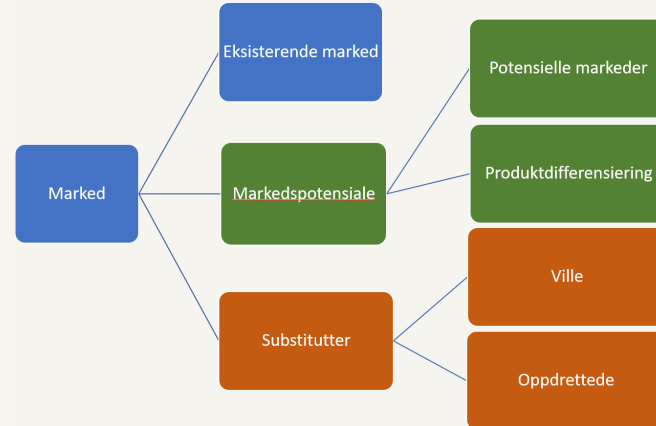 Marked
Eksisterende marked
Markedspotensiale
Substitutter
Potensielle markeder
Produktdifferensiering
Ville
Oppdrettede